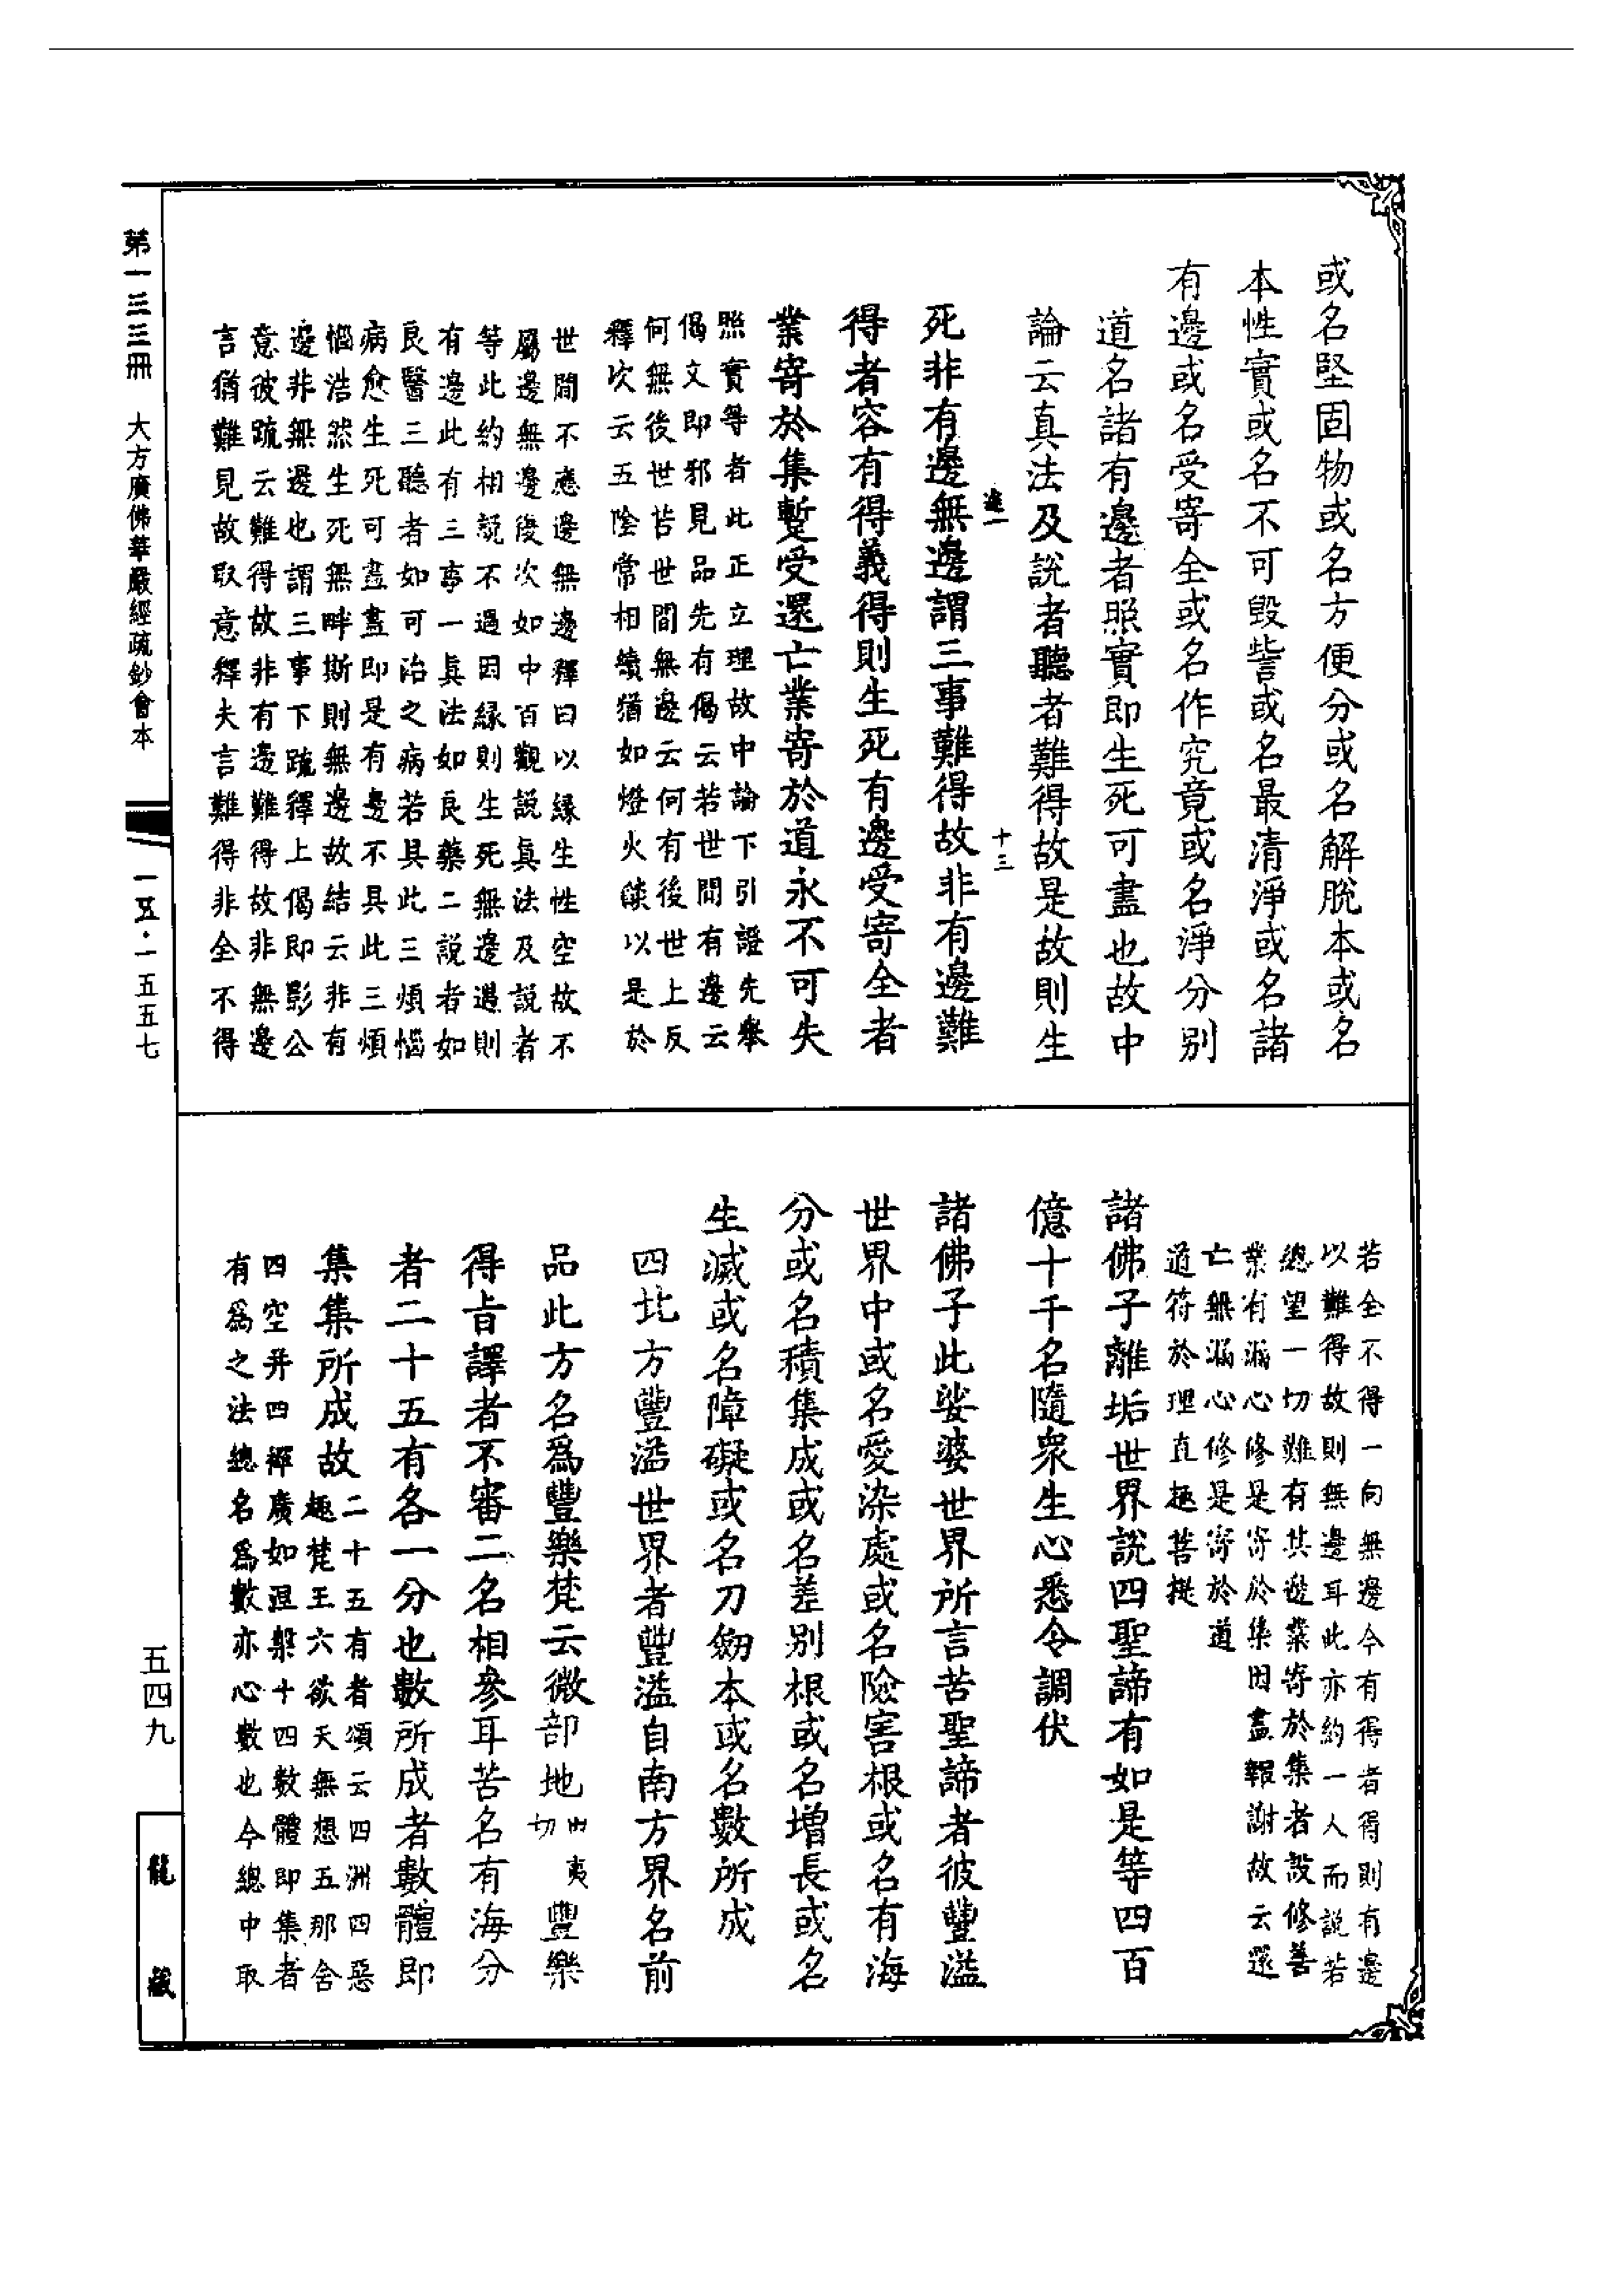 或名堅固物或名方便分或名解脫本或名
本性實或名不可毀訾或名最清淨或名諸
有邊或名受寄全或名作究竟或名淨分別
道名諸有邊者照實即生死可盡也故中
論云真法及說者聽者難得故是故則生
死非有邊無邊謂三事難得故非有邊難
得者容有得義得則生死有邊受寄全者
業寄於集蹔受還亡業寄於道永不可失
照實等者此正立理故中論下引證先舉
偈文即邪見品先有偈云若世間有邊云
何無後世若世間無邊云何有後世上反
釋次云五陰常相續猶如燈火燄以是於
世間不應邊無邊釋曰以緣生性空故不
屬邊無邊後次如中百觀說真法及說者
等此約相說不過因緣則生死無邊遇則
有邊此有三事一真法如良藥二說者如
良醫三聽者如可治之病若具此三煩惱
病愈生死可盡盡即是有邊不具此三煩
惱浩然生死無畔斯則無邊故結云非有
邊非無邊也謂三事下疏釋上偈即影公
意彼疏云難得故非有邊難得故非無邊
言猶難見故取意釋夫言難得非全不得
若全不得一向無邊今有得者得則有邊
以難得故則無邊耳此亦約一人而說若
總望一切難有其邊業寄於集者設修善
業有漏心修是寄於集因盡報謝故云還
亡無漏心修是寄於道
道符於理直趣菩提
諸佛子離垢世界說四聖諦有如是等四百
億十千名隨衆生心悉令調伏
諸佛子此娑婆世界所言苦聖諦者彼豐溢
世界中或名愛染處或名險害根或名有海
分或名積集成或名差別根或名增長或名
生滅或名障礙或名刀劒本或名數所成
四北方豐溢世界者豐溢自南方界名前
品此方名爲豐樂梵云微部地 夷切 豐樂
得旨譯者不審二名相參耳苦名有海分
者二十五有各一分也數所成者數體即
集集所成故 二十五有者頌云四洲四惡
趣梵王六欲天無想五那含
四空并四禪廣如涅槃十四數體即集者
有爲之法總名爲數亦心數也今總中取
遶一
十三
第一三三冊 大方廣佛華嚴經疏鈔會本
一五·一五五七
五四九
龍藏